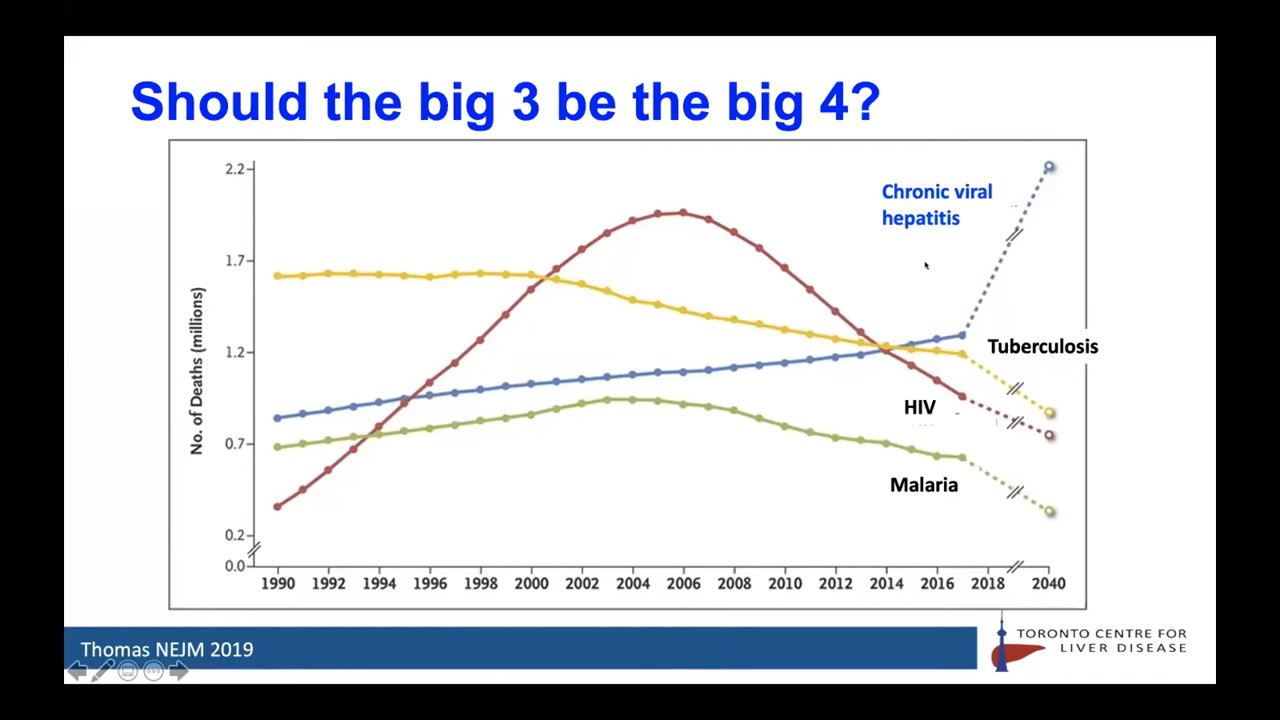 Should the big 3 be the big 4?
2.2
1.7
1.2
0.7
0.2
0.0
No. of Deaths (millions)
Chronic viral
hepatitis
Tuberculosis
HIV
Malaria
1990 1992 1994 1996 1998 2000 2002 2004 2006 2008 2010 2012 2014 2016 2018 2040
Thomas NEJM 2019
TORONTO CENTRE FOR
LIVER DISEASE